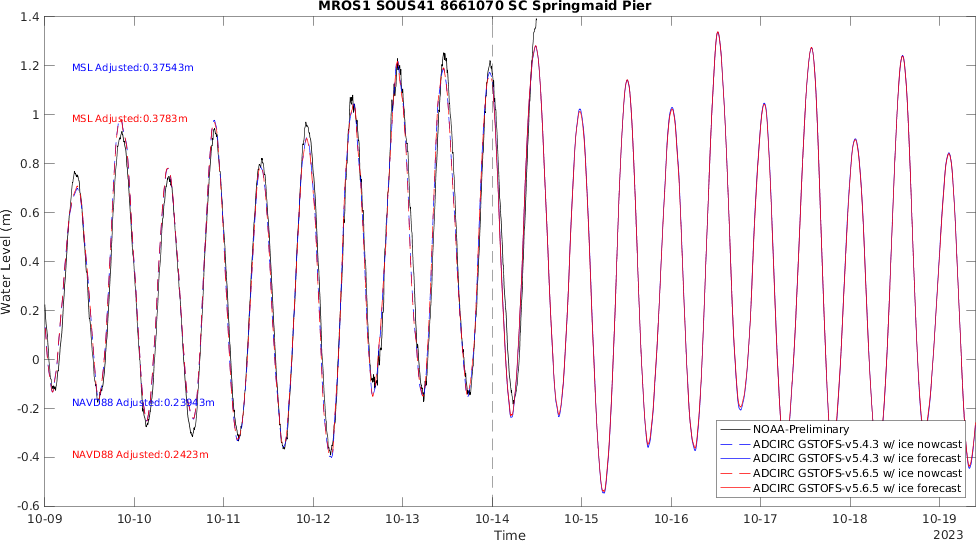 MROS1 SOUS41 8661070 SC Springmaid Pier
1.4
1.2
1
0.8
0.6
0.4
0.2
0
-0.2
-0.4
-0.6
Water Level (m)
MSL Adjusted:0.37543m
MSL Adjusted:0.3783m
NAVD88 Adjusted:0.23943m
NAVD88 Adjusted:0.2423m
NOAA-Preliminary
ADCIRC GSTOFS-v5.4.3 w/ ice nowcast
ADCIRC GSTOFS-v5.4.3 w/ ice forecast
ADCIRC GSTOFS-v5.6.5 w/ ice nowcast
ADCIRC GSTOFS-v5.6.5 w/ ice forecast
10-09 10-10 10-11 10-12 10-13 10-14 10-15 10-16 10-17 10-18 10-19
Time
2023